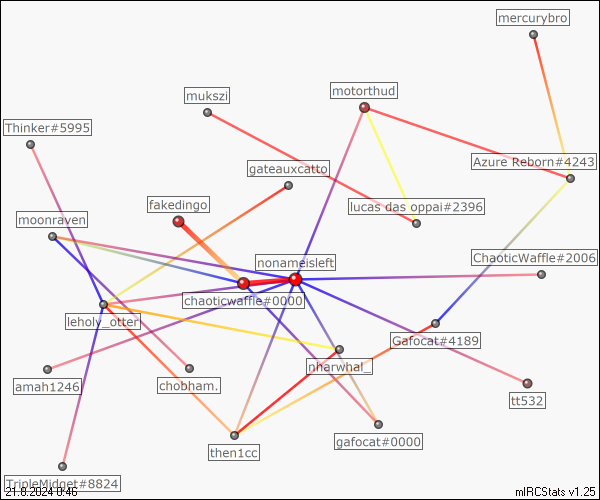 mercurybro
motorthud
mukszi
Thinker#5995
Azure Reborn#4243
gateauxcatto
fakedingo
lucas das oppai#2396
moonraven
nonameisleft
ChaoticWaffle#2006
chaoticwaffle#0000
leholy_otter
Gafocat#4189
nharwhal_
amah1246
chobham.
tt532
gafocat#0000
then1cc
TripleMidget#8824
21.8.2024 0:46
mIRCStats v1.25